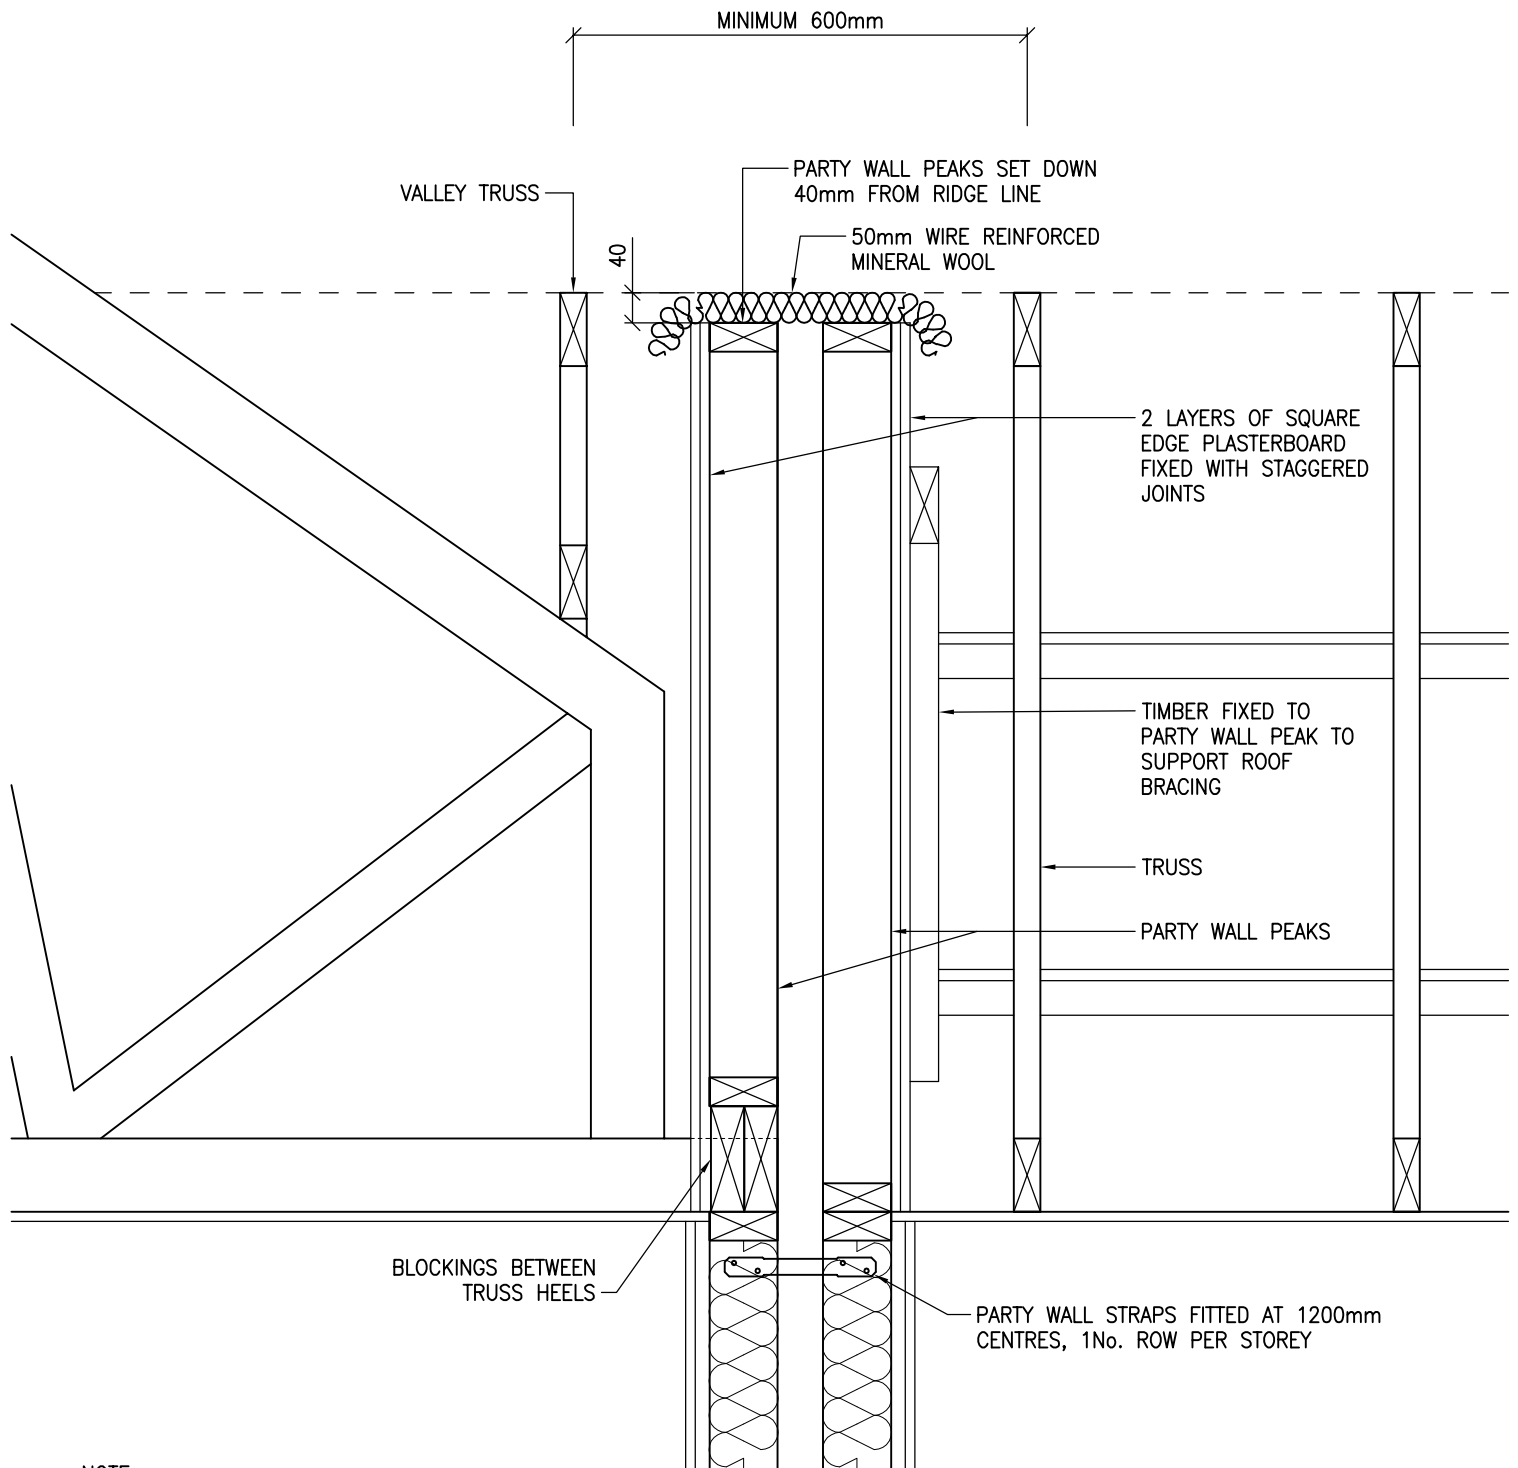 MINIMUM 600mm
PARTY WALL PEAKS SET DOWN
40mm FROM RIDGE LINE
VALLEY TRUSS
50mm WIRE REINFORCED
MINERAL WOOL
40
2 LAYERS OF SQUARE
EDGE PLASTERBOARD
FIXED WITH STAGGERED
JOINTS
TIMBER FIXED TO
PARTY WALL PEAK TO
SUPPORT ROOF
BRACING
TRUSS
PARTY WALL PEAKS
BLOCKINGS BETWEEN
TRUSS HEELS
PARTY WALL STRAPS FITTED AT 1200mm
CENTRES, 1No. ROW PER STOREY